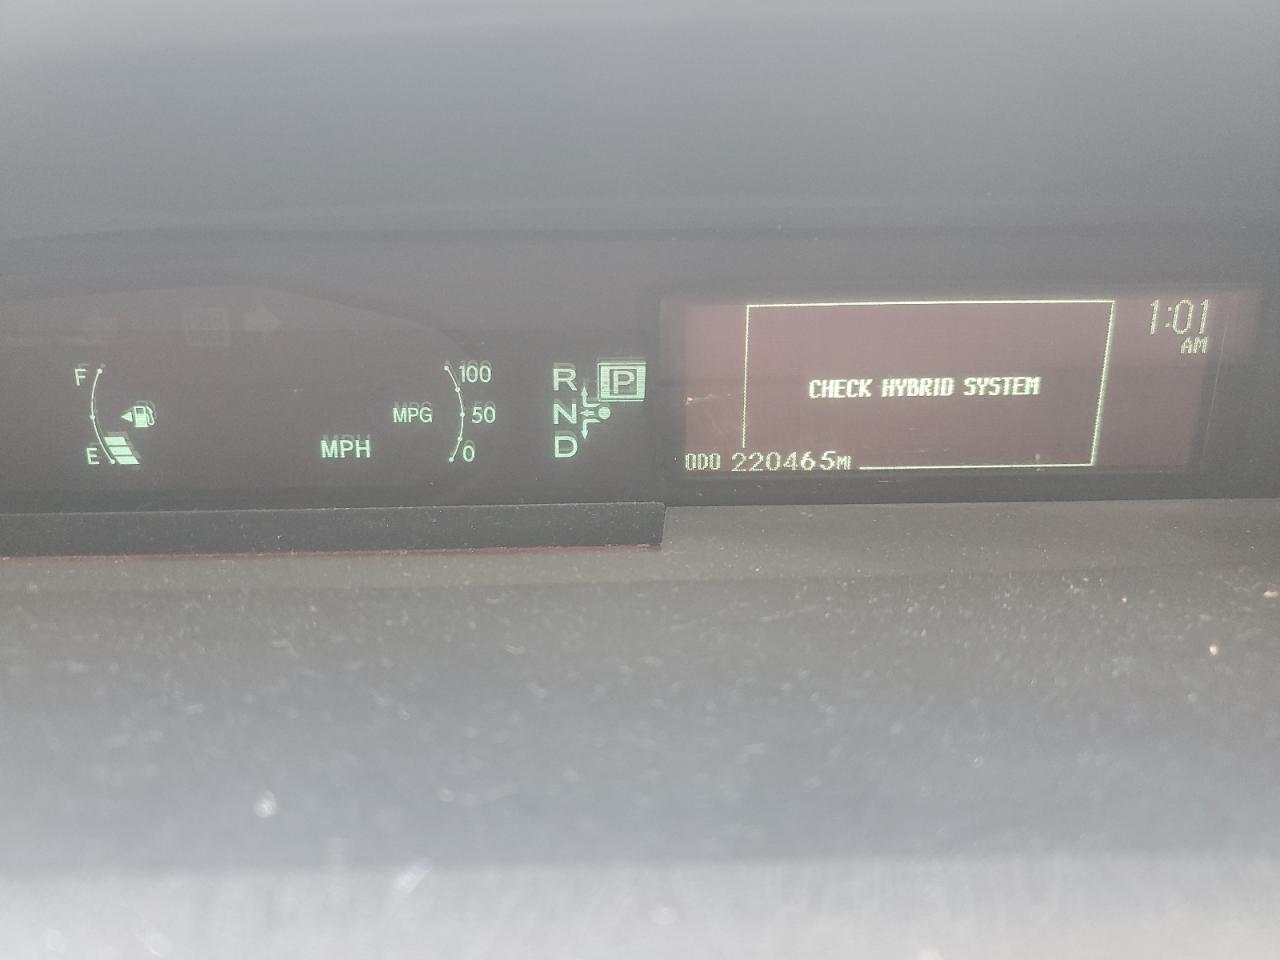 F
E
MPG
MPH
100
50
0
R P
N
D
1:01
AM
CHECK HYBRID SYSTEM
ODO 220465MI